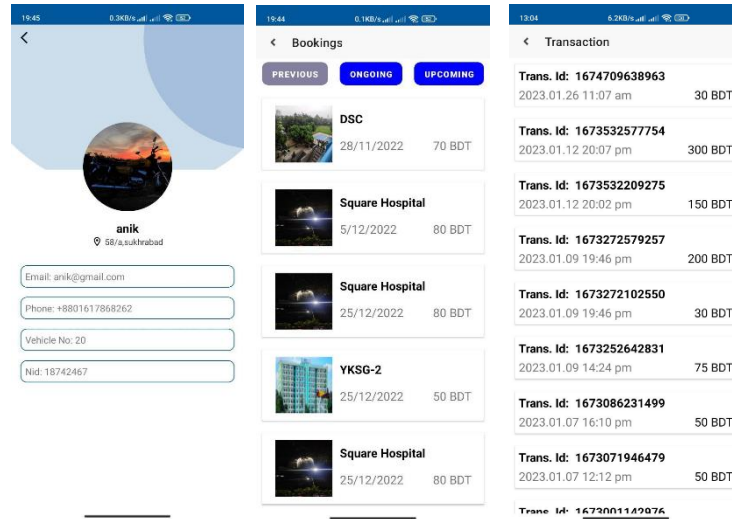 19:45
0.3KB/s
anik
58/a,sukhrabad
Email: anik@gmail.com
Phone: +8801617868262
Vehicle No: 20
Nid: 18742467
19:44
0.1KB/s
Bookings
PREVIOUS
ONGOING
UPCOMING
DSC
28/11/2022 70 BDT
Square Hospital
5/12/2022 80 BDT
Square Hospital
25/12/2022 80 BDT
YKSG-2
25/12/2022 50 BDT
Square Hospital
25/12/2022 80 BDT
13:04
6.2KB/s
Transaction
Trans. Id: 1674709638963
2023.01.26 11:07 am 30 BDT
Trans. Id: 1673532577754
2023.01.12 20:07 pm 300 BDT
Trans. Id: 1673532209275
2023.01.12 20:02 pm 150 BDT
Trans. Id: 1673272579257
2023.01.09 19:46 pm 200 BDT
Trans. Id: 1673272102550
2023.01.09 19:46 pm 30 BDT
Trans. Id: 1673252642831
2023.01.09 14:24 pm 75 BDT
Trans. Id: 1673086231499
2023.01.07 16:10 pm 50 BDT
Trans. Id: 1673071946479
2023.01.07 12:12 pm 50 BDT
Trans. Id: 1673001142976